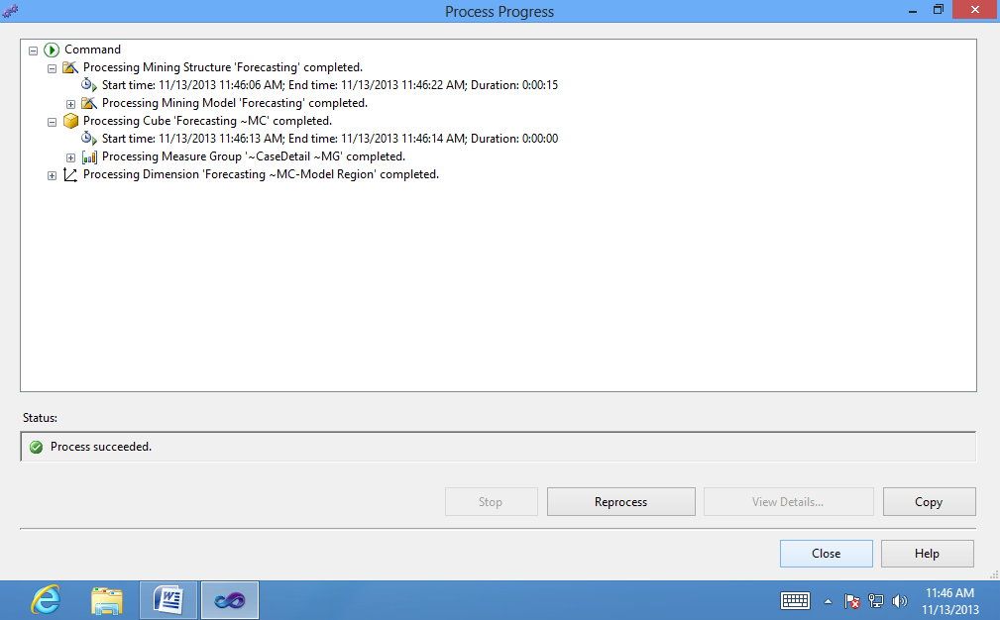 Process Progress
Command
Processing Mining Structure 'Forecasting' completed.
Start time: 11/13/2013 11:46:06 AM; End time: 11/13/2013 11:46:22 AM; Duration: 0:00:15
Processing Mining Model 'Forecasting' completed.
Processing Cube 'Forecasting ~MC' completed.
Start time: 11/13/2013 11:46:13 AM; End time: 11/13/2013 11:46:14 AM; Duration: 0:00:00
Processing Measure Group '~CaseDetail ~MG' completed.
Processing Dimension 'Forecasting ~MC-Model Region' completed.
Status:
Process succeeded.
Stop Reprocess View Details... Copy
Close Help
11:46 AM
11/13/2013